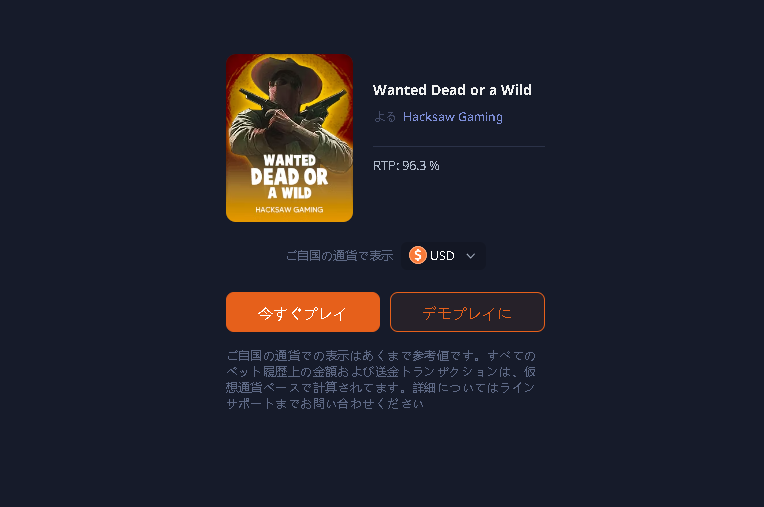 WANTED
DEAD OR
A WILD
HACKSAW GAMING
Wanted Dead or a Wild
よる Hacksaw Gaming
RTP: 96.3 %
ご自国の通貨で表示 $ USD
今すぐプレイ
デモプレイに
ご自国の通貨での表示はあくまで参考値です。すべての
ベット履歴上の金額および送金トランザクションは、仮
想通貨ベースで計算されてます。詳細についてはライン
サポートまでお問い合わせください